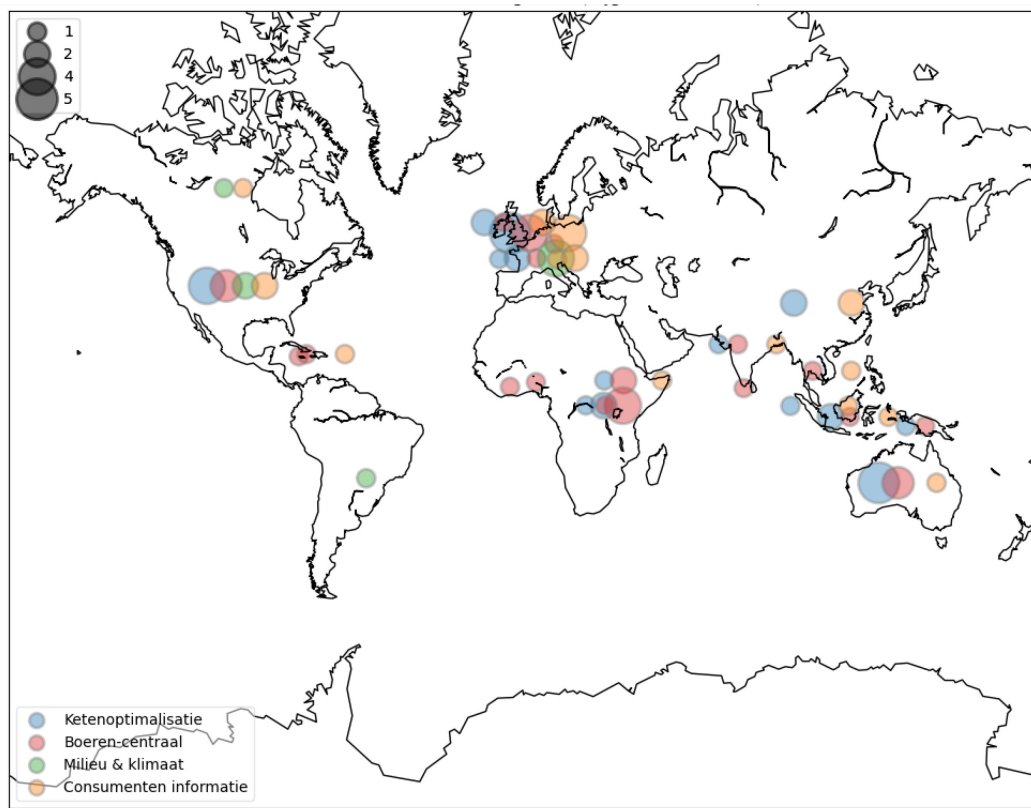 1
2
4
5
Ketenoptimalisatie
Boeren-centraal
Milieu & klimaat
Consumenten informatie